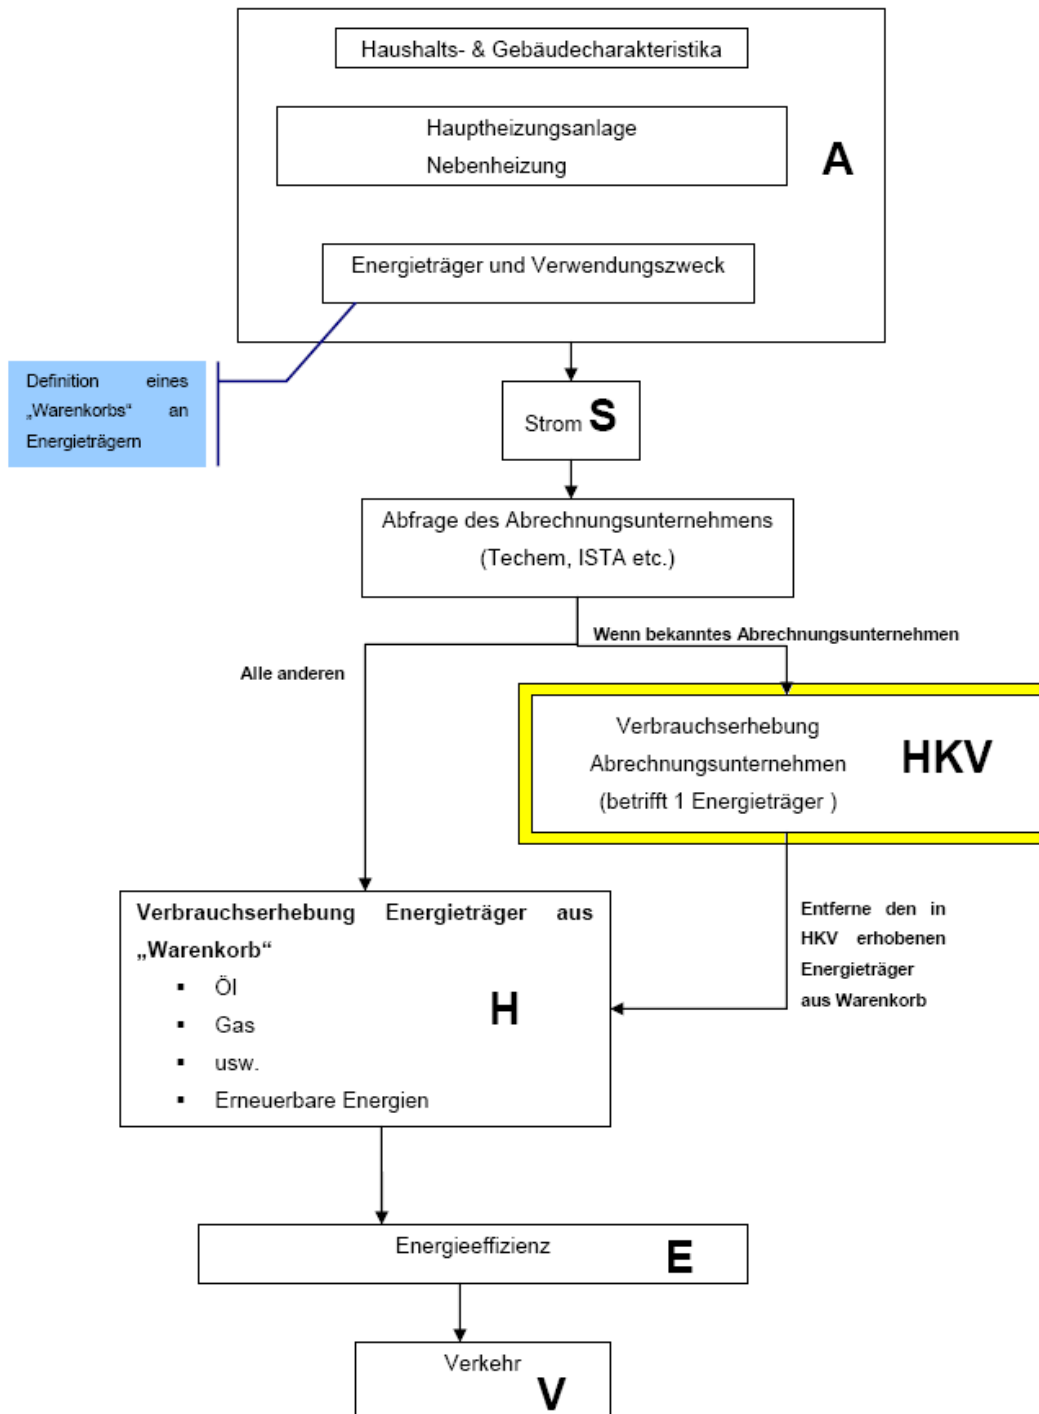 Haushalts- & Gebäudecharakteristika
Hauptheizungsanlage
Nebenheizung
A
Energieträger und Verwendungszweck
Definition eines
„Warenkorbs“ an
Energieträgern
Strom S
Abfrage des Abrechnungsunternehmens
(Techem, ISTA etc.)
Wenn bekanntes Abrechnungsunternehmen
Alle anderen
Verbrauchserhebung
Abrechnungsunternehmen
(betrifft 1 Energieträger )
HKV
Verbrauchserhebung Energieträger aus
„Warenkorb“
▪ Öl
▪ Gas
▪ usw.
▪ Erneuerbare Energien
H
Entferne den in
HKV erhobenen
Energieträger
aus Warenkorb
Energieeffizienz
E
Verkehr
V